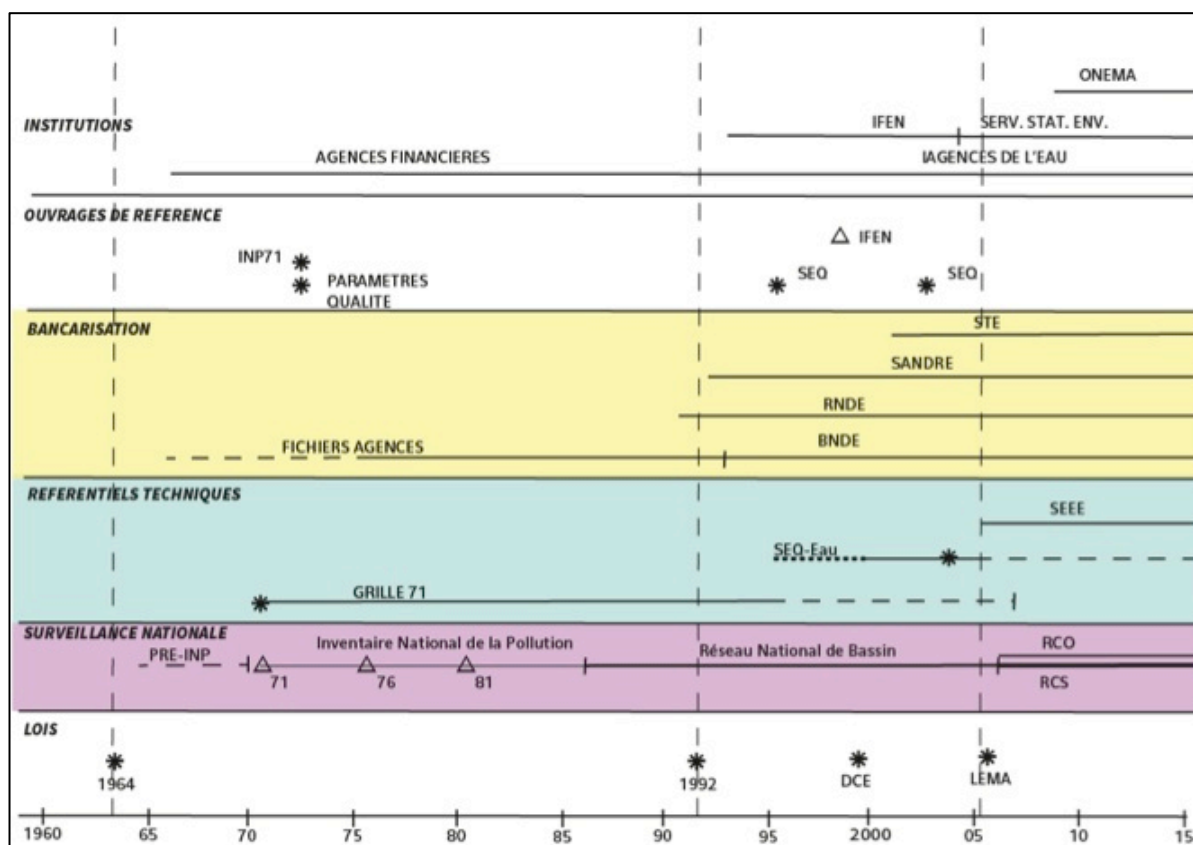 ONEMA
INSTITUTIONS
IFEN
SERV. STAT. ENV.
AGENCES FINANCIERES
IAGENCES DE L'EAU
OUVRAGES DE REFERENCE
IFEN
INP71
SEQ
SEQ
PARAMETRES
QUALITE
BANCARISATION
STE
SANDRE
RNDE
BNDE
FICHIERS AGENCES
REFERENTIELS TECHNIQUES
SEEE
SEQ-Eau
GRILLE 71
SURVEILLANCE NATIONALE
Inventaire National de la Pollution
RCO
PRE-INP
Réseau National de Bassin
71
76
81
RCS
LOIS
1964
1992
DCE
LEMA
1960
65
70
75
80
85
90
95
2000
05
10
15